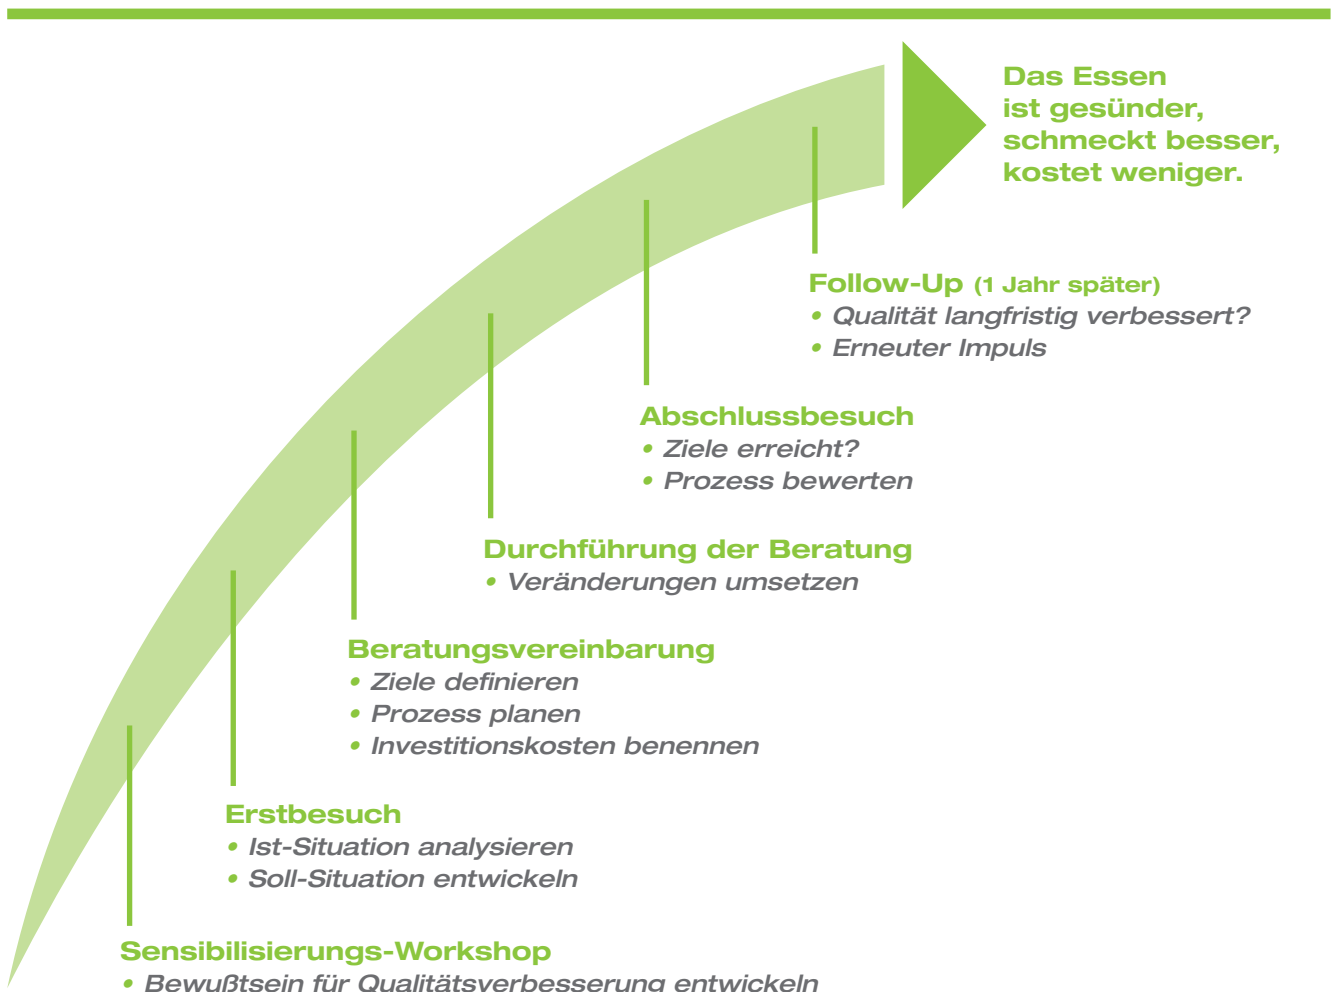 Das Essen
ist gesünder,
schmeckt besser,
kostet weniger.
Follow-Up (1 Jahr später)
• Qualität langfristig verbessert?
• Erneuter Impuls
Abschlussbesuch
• Ziele erreicht?
• Prozess bewerten
Durchführung der Beratung
• Veränderungen umsetzen
Beratungsvereinbarung
• Ziele definieren
• Prozess planen
• Investitionskosten benennen
Erstbesuch
• Ist-Situation analysieren
• Soll-Situation entwickeln
Sensibilisierungs-Workshop
• Bewußtsein für Qualitätsverbesserung entwickeln